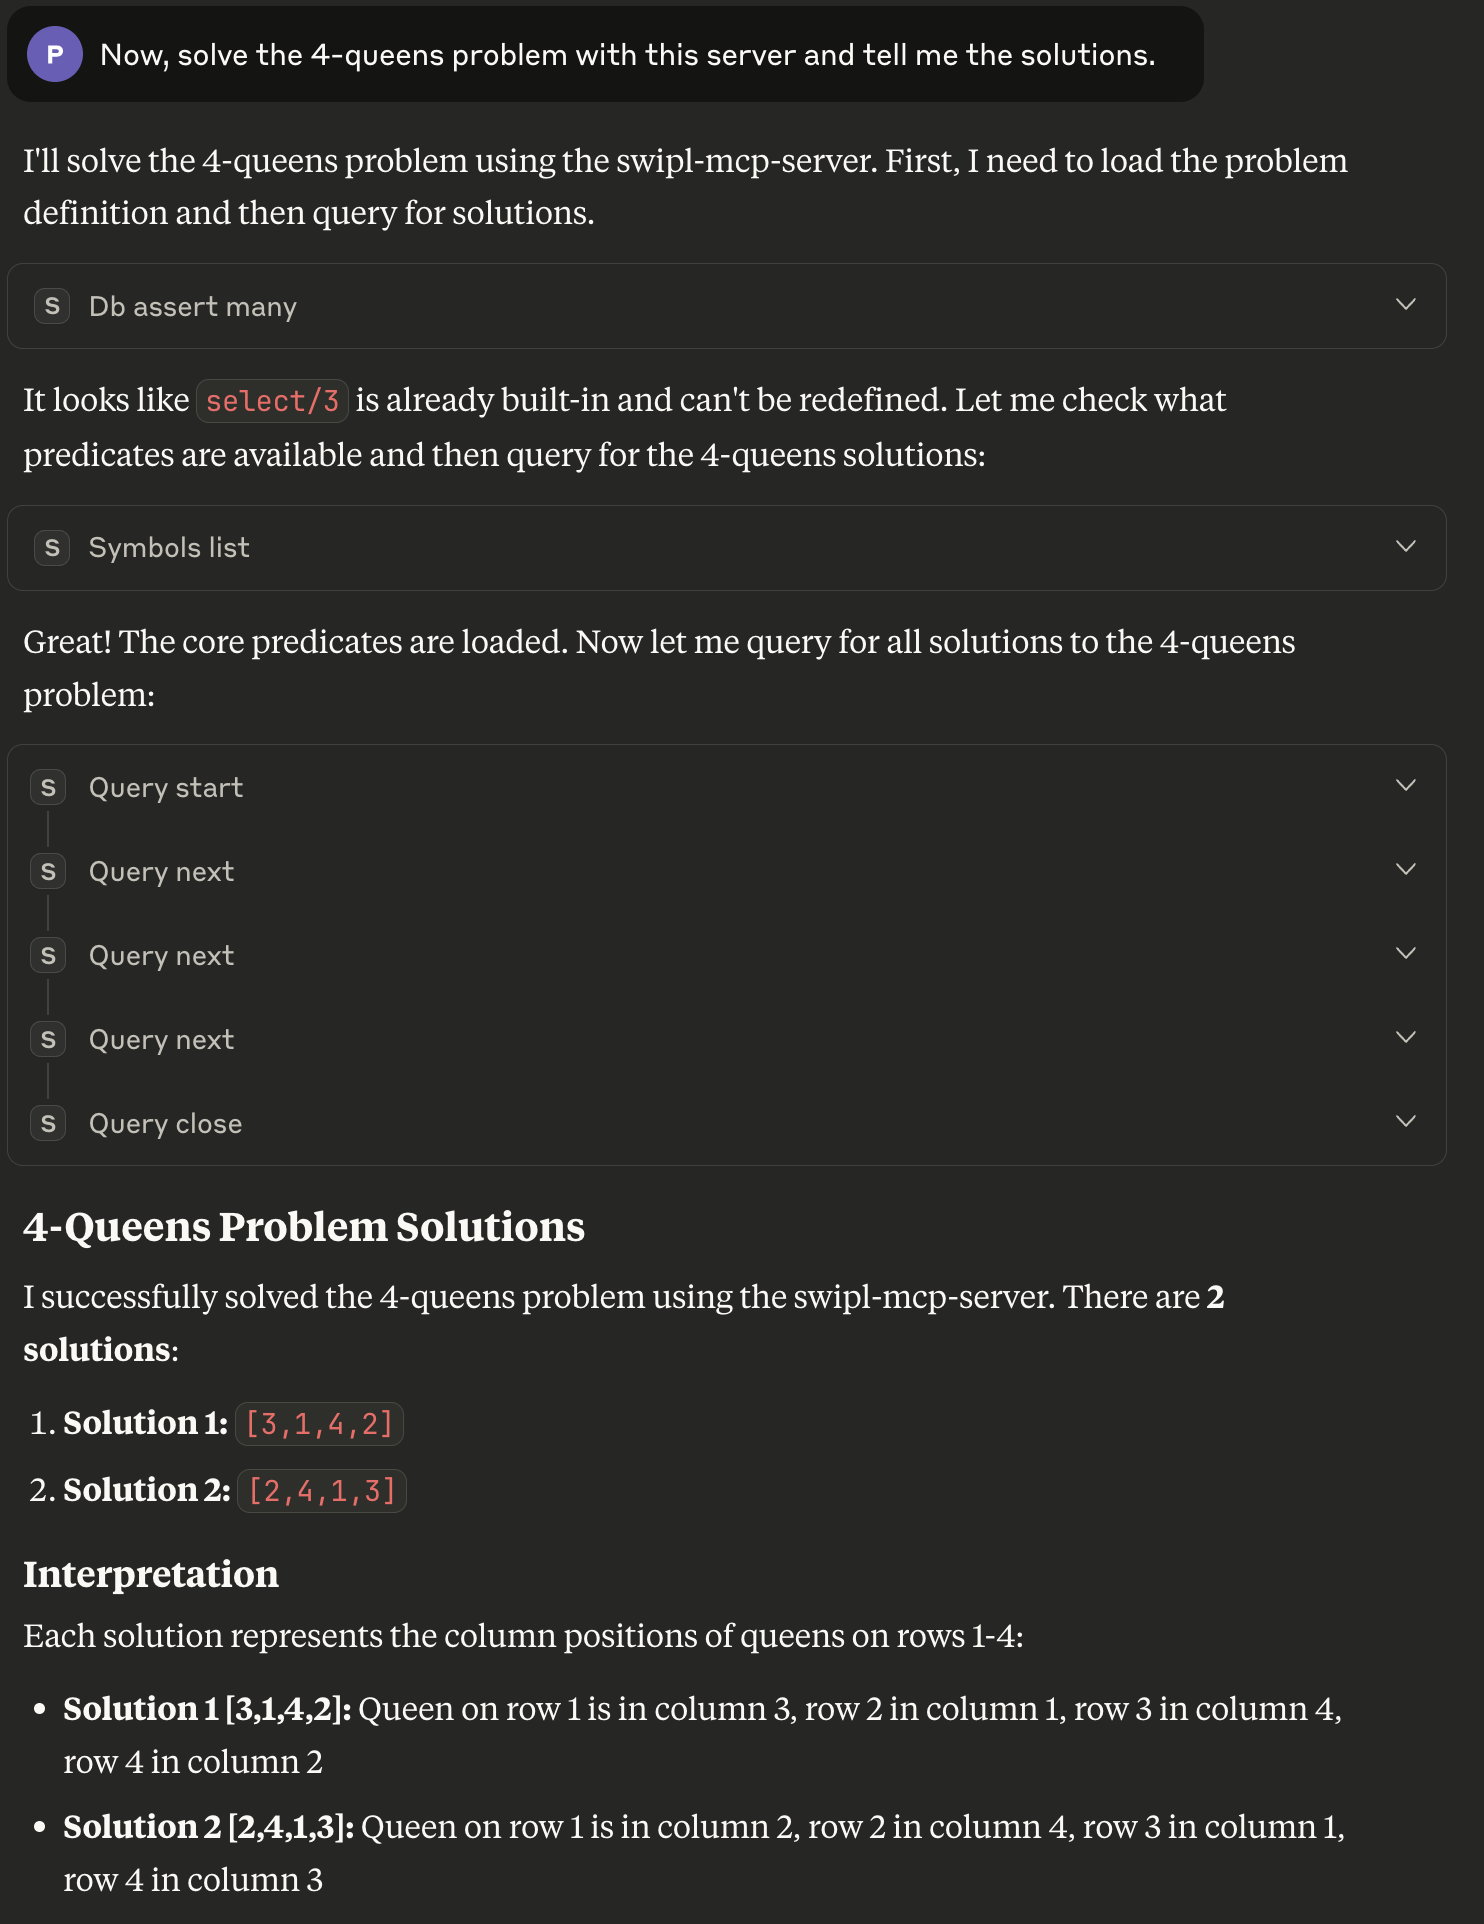 P Now, solve the 4-queens problem with this server and tell me the solutions.
I'll solve the 4-queens problem using the swipl-mcp-server. First, I need to load the problem
definition and then query for solutions.
S Db assert many
It looks like select/3 is already built-in and can't be redefined. Let me check what
predicates are available and then query for the 4-queens solutions:
S Symbols list
Great! The core predicates are loaded. Now let me query for all solutions to the 4-queens
problem:
S Query start
S Query next
S Query next
S Query next
S Query close
4-Queens Problem Solutions
I successfully solved the 4-queens problem using the swipl-mcp-server. There are 2
solutions:
1. Solution 1: [3,1,4,2]
2. Solution 2: [2,4,1,3]
Interpretation
Each solution represents the column positions of queens on rows 1-4:
• Solution 1 [3,1,4,2]: Queen on row 1 is in column 3, row 2 in column 1, row 3 in column 4,
row 4 in column 2
• Solution 2 [2,4,1,3]: Queen on row 1 is in column 2, row 2 in column 4, row 3 in column 1,
row 4 in column 3